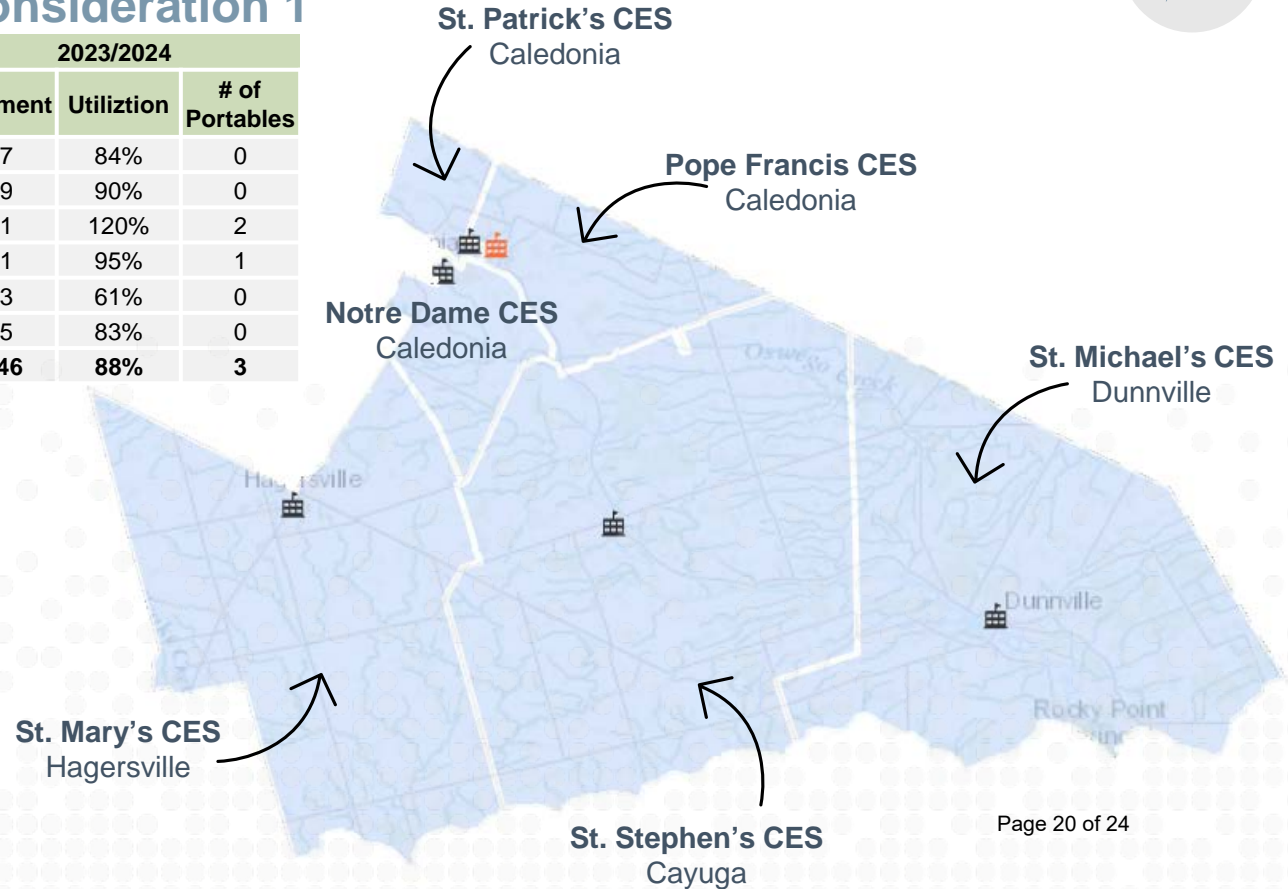 onsideration 1
2023/2024
ment Utiliztion # of Portables
7 84% 0
9 90% 0
1 120% 2
1 95% 1
3 61% 0
5 83% 0
46 88% 3
St. Patrick's CES
Caledonia
Pope Francis CES
Caledonia
Notre Dame CES
Caledonia
Oswego Creek
St. Michael's CES
Dunnville
Dunnville
Rocky Point
St. Mary's CES
Hagersville
St. Stephen's CES
Cayuga
Page 20 of 24